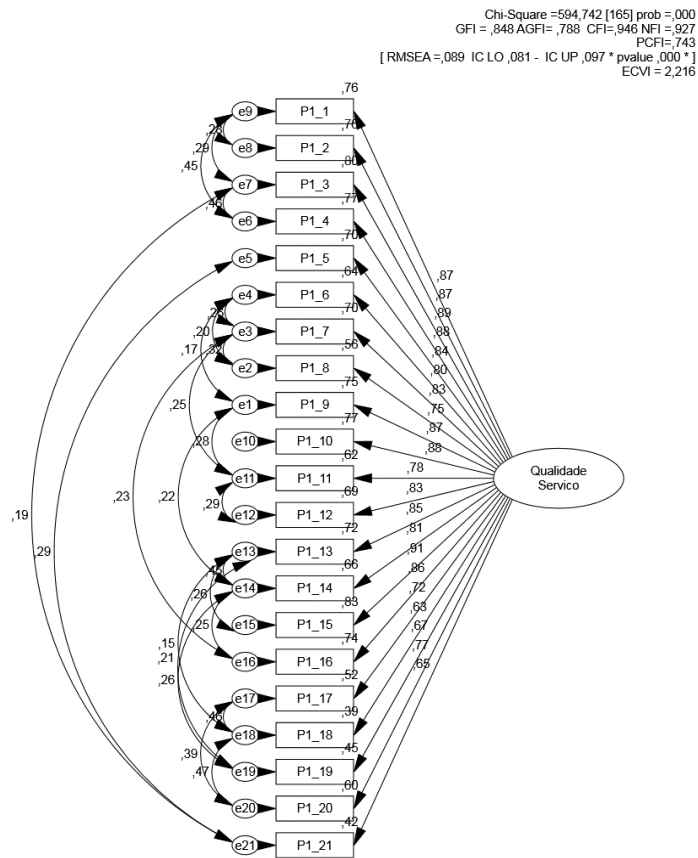 Chi-Square =594,742 [165] prob =,000
GFI = ,848 AGFI= ,788 CFI=,946 NFI =,927
PCFI=,743
[ RMSEA =,089 IC LO ,081 - IC UP ,097 * pvalue ,000 * ]
ECVI = 2,216
,76
e9 P1_1
,76
,28
e8 P1_2
,29
,80
,45
e7 P1_3
,77
,46
e6 P1_4
,70
e5 P1_5
,64
,87
e4 P1_6
,87
,70
,89
,20
e3 P1_7
,88
,56
,17
,84
e2 P1_8
,80
,75
,83
,25
e1 P1_9
,75
,77
,87
,28
e10 P1_10
,88
,62
,78
e11 P1_11
Qualidade
Servico
,69
,83
,23
,22
,29
e12 P1_12
,85
,19
,72
,81
,29
e13 P1_13
,66
,91
,45
e14 P1_14
,86
,26
,83
,72
,25
e15 P1_15
,63
,74
,67
,15
,77
,21
e16 P1_16
,65
,26
,52
e17 P1_17
,39
,46
e18 P1_18
,45
,39
,47
e19 P1_19
,60
e20 P1_20
,42
e21 P1_21